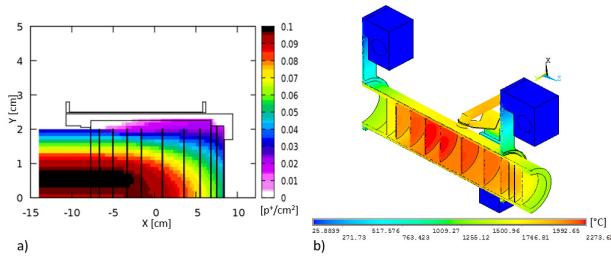 5
4
3
2
1
0
Y [cm]
-15 -10 -5 0 5 10
X [cm]
0.1
0.09
0.08
0.07
0.06
0.05
0.04
0.03
0.02
0.01
0
[p⁺/cm²]
a)
X
[°C]
25.8839 517.576 1009.27 1500.96 1992.65
271.73 763.423 1255.12 1746.81 2273.62
b)